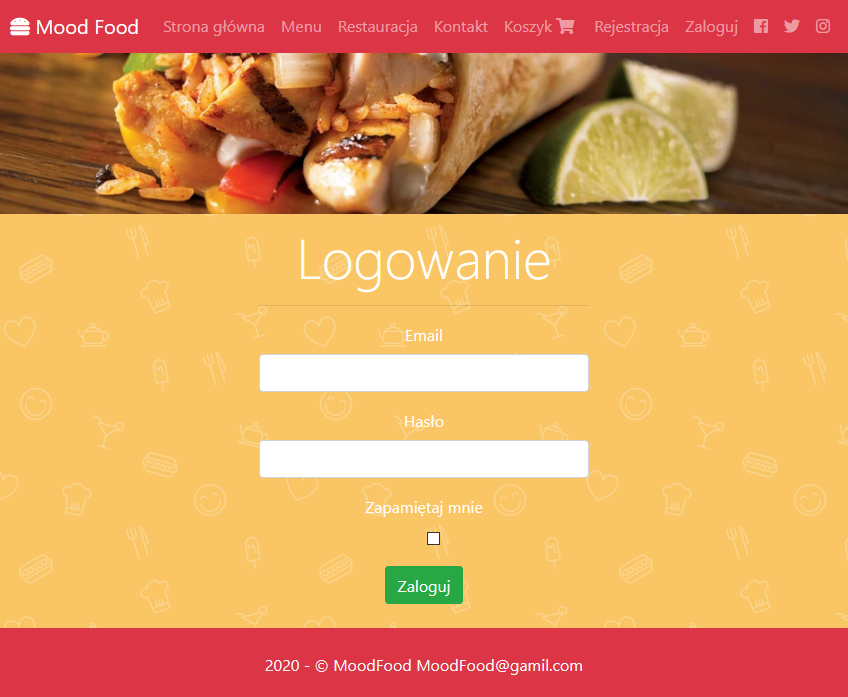 Mood Food Strona główna Menu Restauracja Kontakt Koszyk Rejestracja Zaloguj
Logowanie
Email
Hasło
Zapamiętaj mnie
Zaloguj
2020 - © MoodFood MoodFood@gamil.com